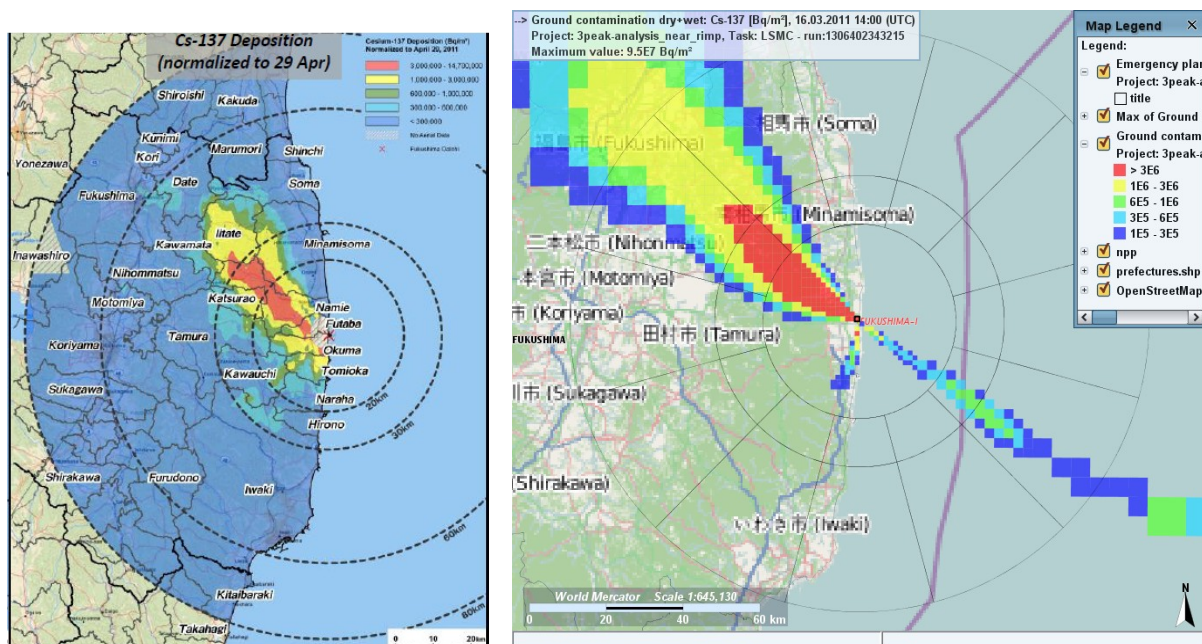 Cs-137 Deposition
(normalized to 29 Apr)
Cesium-137 Deposition (Bq/m²)
Normalized to April 29, 2011
3,000,000 - 14,700,000
1,000,000 - 3,000,000
600,000 - 1,000,000
300,000 - 600,000
< 300,000
No Aerial Data
Fukushima Daiichi
Shiroishi
Kakuda
Kunimi
Marumori
Yonezawa
Kori
Shinchi
Date
Soma
Fukushima
Iitate
Kawamata
Minamisoma
Inawashiro
Nihommatsu
Motomiya
Katsurao
Namie
Futaba
Tamura
Okuma
Koriyama
Kawauchi
Tomioka
Sukagawa
Naraha
20km
Hirono
30km
Shirakawa
Furudono
Iwaki
60km
Kitaibaraki
80km
Takahagi
0 10 20km
--> Ground contamination dry+wet: Cs-137 [Bq/m²], 16.03.2011 14:00 (UTC)
Project: 3peak-analysis_near_rimp, Task: LSMC - run:1306402343215
Maximum value: 9.5E7 Bq/m²
Map Legend
Legend:
Emergency plan
Project: 3peak-a
title
Max of Ground
Ground contam
Project: 3peak-a
> 3E6
1E6 - 3E6
6E5 - 1E6
3E5 - 6E5
1E5 - 3E5
npp
prefectures.shp
OpenStreetMap
相馬市 (Soma)
(Fukushima)
(Minamisoma)
二本松市 (Nihonmatsu)
本宮市 (Motomiya)
市 (Koriyama)
FUKUSHIMA-I
田村市 (Tamura)
FUKUSHIMA
川市 (Sukagawa)
(Shirakawa)
いわき市 (Iwaki)
World Mercator Scale 1:645,130
0 20 40 60 km
N